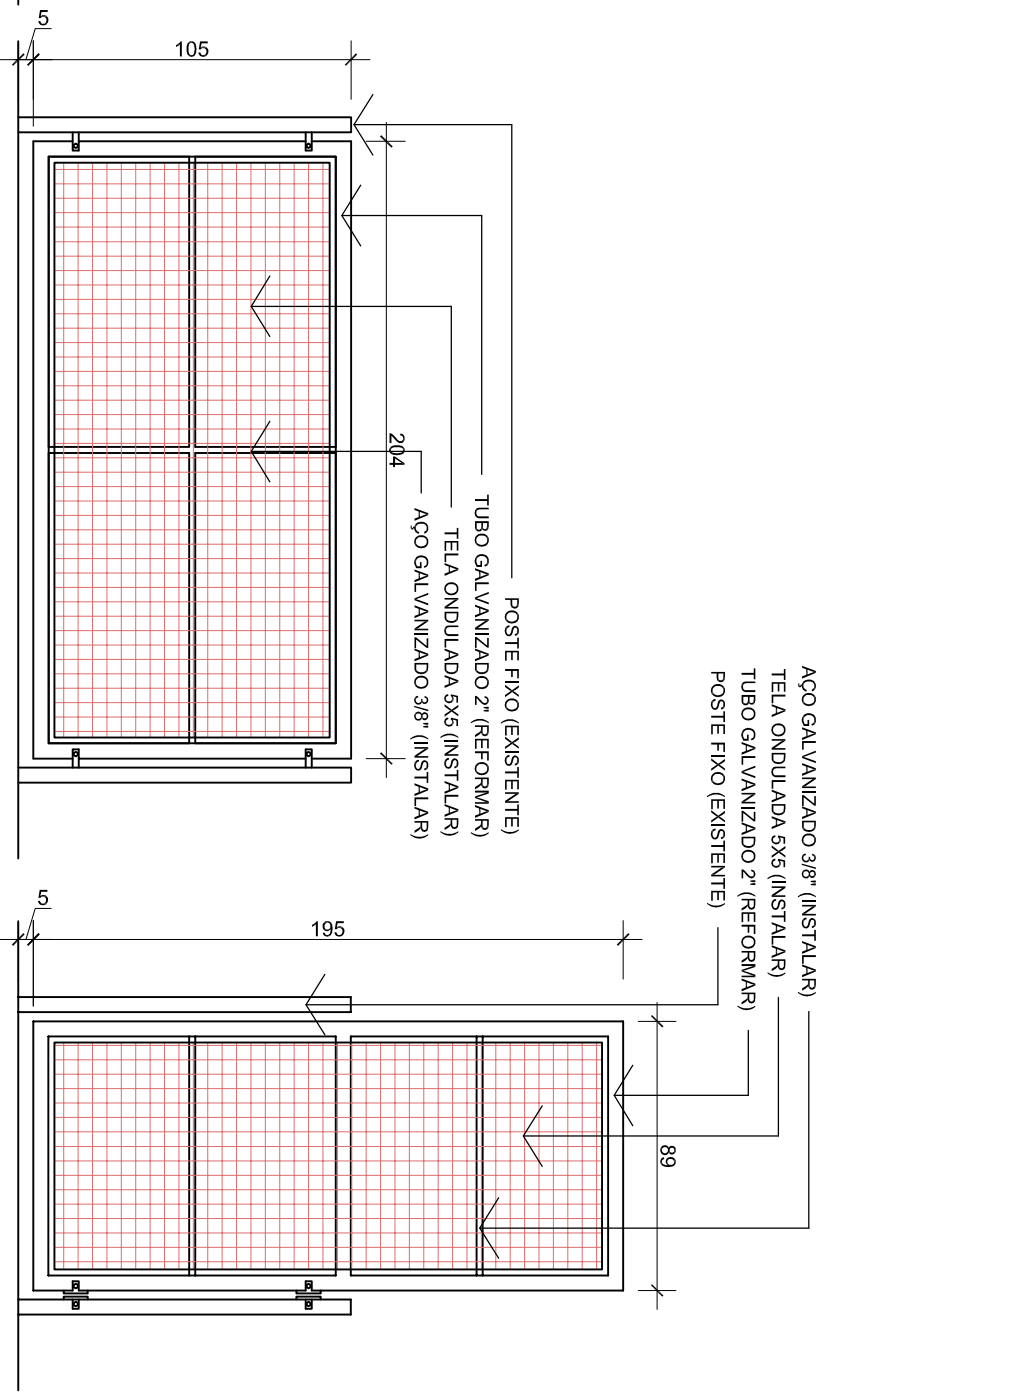 5
105
204
POSTE FIXO (EXISTENTE)
TUBO GALVANIZADO 2" (REFORMAR)
TELA ONDULADA 5X5 (INSTALAR)
AÇO GALVANIZADO 3/8" (INSTALAR)
AÇO GALVANIZADO 3/8" (INSTALAR)
TELA ONDULADA 5X5 (INSTALAR)
TUBO GALVANIZADO 2" (REFORMAR)
POSTE FIXO (EXISTENTE)
5
195
89